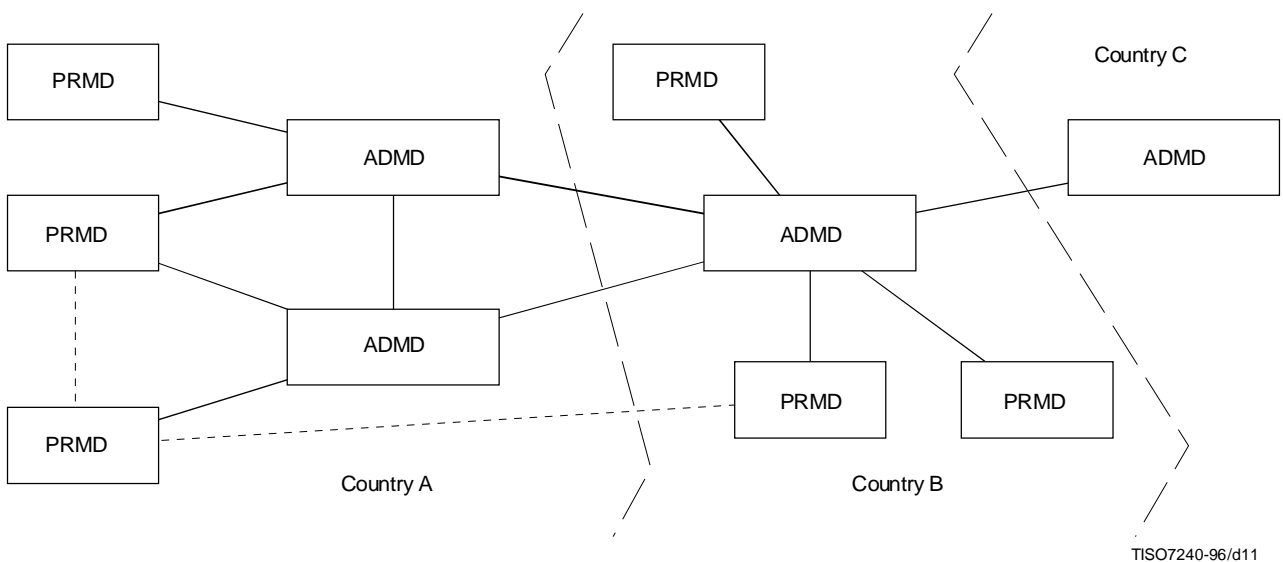 Country C
PRMD
PRMD
ADMD
ADMD
PRMD
ADMD
ADMD
PRMD
PRMD
PRMD
Country A
Country B
TISO7240-96/d11